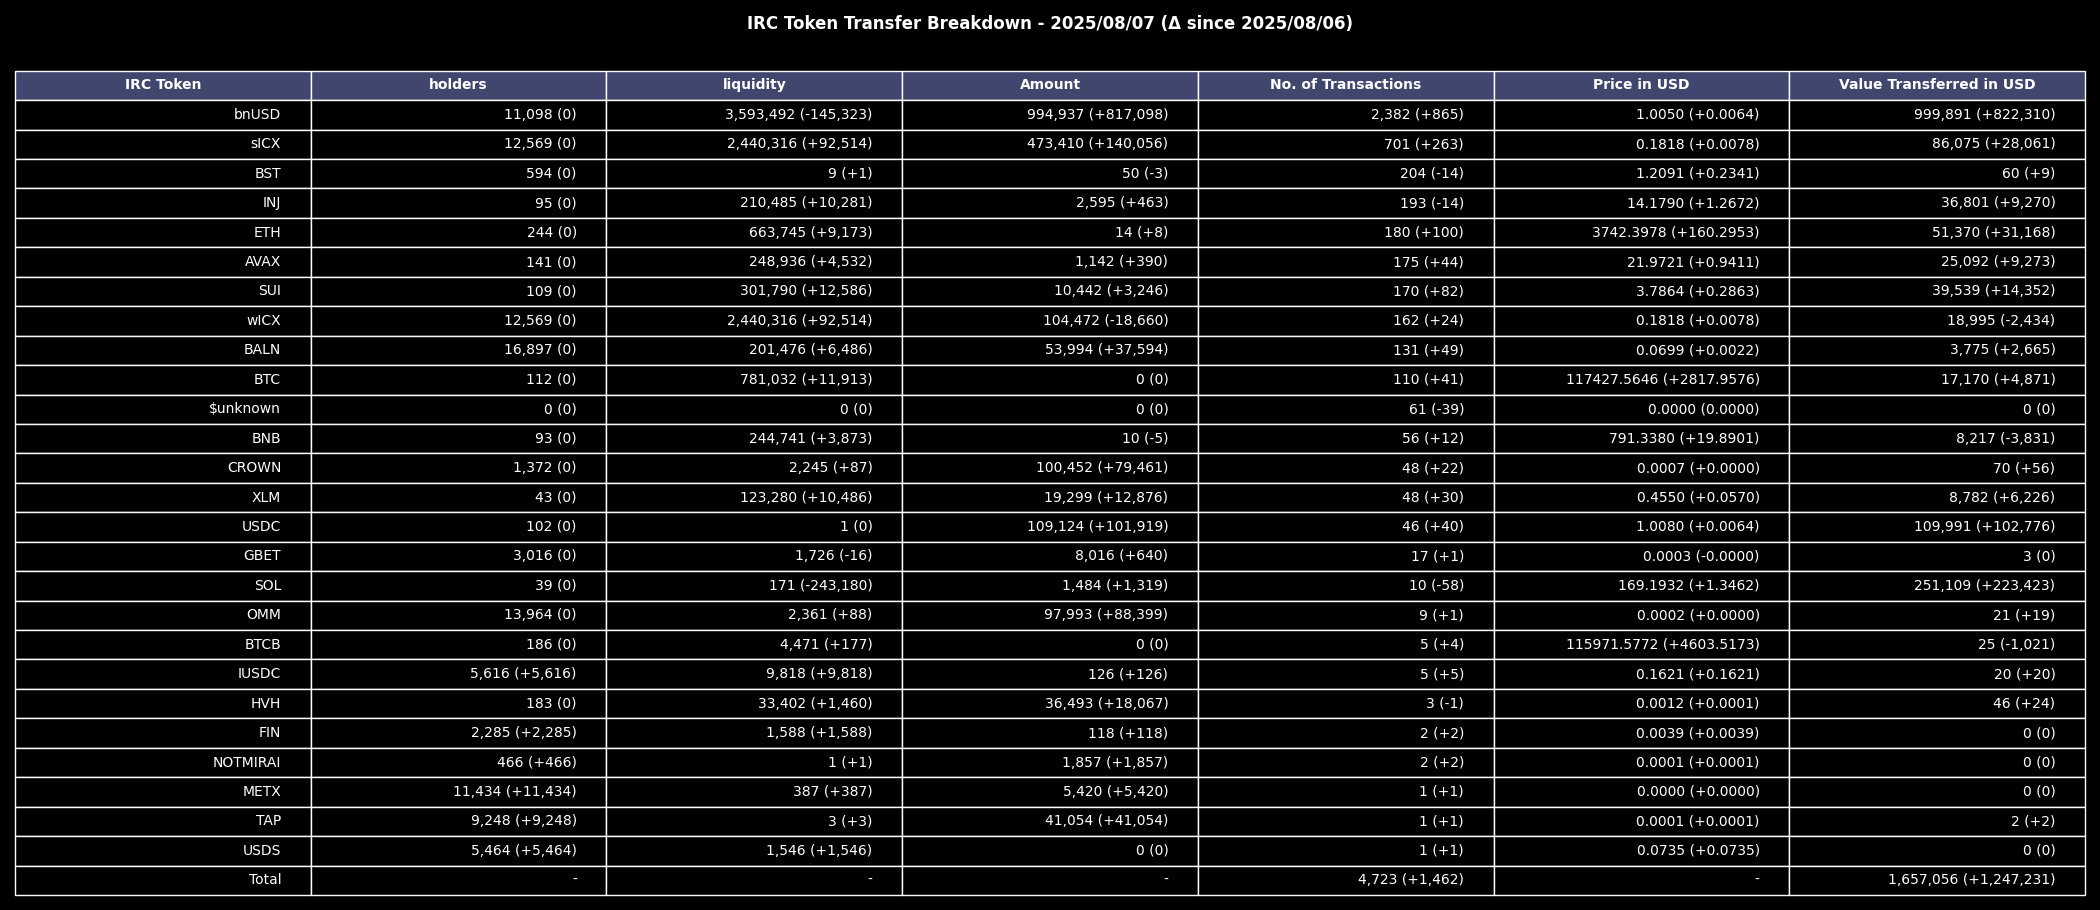 IRC Token Transfer Breakdown - 2025/08/07 (Δ since 2025/08/06)
IRC Token holders liquidity Amount No. of Transactions Price in USD Value Transferred in USD
bnUSD 11,098 (0) 3,593,492 (-145,323) 994,937 (+817,098) 2,382 (+865) 1.0050 (+0.0064) 999,891 (+822,310)
sICX 12,569 (0) 2,440,316 (+92,514) 473,410 (+140,056) 701 (+263) 0.1818 (+0.0078) 86,075 (+28,061)
BST 594 (0) 9 (+1) 50 (-3) 204 (-14) 1.2091 (+0.2341) 60 (+9)
INJ 95 (0) 210,485 (+10,281) 2,595 (+463) 193 (-14) 14.1790 (+1.2672) 36,801 (+9,270)
ETH 244 (0) 663,745 (+9,173) 14 (+8) 180 (+100) 3742.3978 (+160.2953) 51,370 (+31,168)
AVAX 141 (0) 248,936 (+4,532) 1,142 (+390) 175 (+44) 21.9721 (+0.9411) 25,092 (+9,273)
SUI 109 (0) 301,790 (+12,586) 10,442 (+3,246) 170 (+82) 3.7864 (+0.2863) 39,539 (+14,352)
wICX 12,569 (0) 2,440,316 (+92,514) 104,472 (-18,660) 162 (+24) 0.1818 (+0.0078) 18,995 (-2,434)
BALN 16,897 (0) 201,476 (+6,486) 53,994 (+37,594) 131 (+49) 0.0699 (+0.0022) 3,775 (+2,665)
BTC 112 (0) 781,032 (+11,913) 0 (0) 110 (+41) 117427.5646 (+2817.9576) 17,170 (+4,871)
$unknown 0 (0) 0 (0) 0 (0) 61 (-39) 0.0000 (0.0000) 0 (0)
BNB 93 (0) 244,741 (+3,873) 10 (-5) 56 (+12) 791.3380 (+19.8901) 8,217 (-3,831)
CROWN 1,372 (0) 2,245 (+87) 100,452 (+79,461) 48 (+22) 0.0007 (+0.0000) 70 (+56)
XLM 43 (0) 123,280 (+10,486) 19,299 (+12,876) 48 (+30) 0.4550 (+0.0570) 8,782 (+6,226)
USDC 102 (0) 1 (0) 109,124 (+101,919) 46 (+40) 1.0080 (+0.0064) 109,991 (+102,776)
GBET 3,016 (0) 1,726 (-16) 8,016 (+640) 17 (+1) 0.0003 (-0.0000) 3 (0)
SOL 39 (0) 171 (-243,180) 1,484 (+1,319) 10 (-58) 169.1932 (+1.3462) 251,109 (+223,423)
OMM 13,964 (0) 2,361 (+88) 97,993 (+88,399) 9 (+1) 0.0002 (+0.0000) 21 (+19)
BTCB 186 (0) 4,471 (+177) 0 (0) 5 (+4) 115971.5772 (+4603.5173) 25 (-1,021)
IUSDC 5,616 (+5,616) 9,818 (+9,818) 126 (+126) 5 (+5) 0.1621 (+0.1621) 20 (+20)
HVH 183 (0) 33,402 (+1,460) 36,493 (+18,067) 3 (-1) 0.0012 (+0.0001) 46 (+24)
FIN 2,285 (+2,285) 1,588 (+1,588) 118 (+118) 2 (+2) 0.0039 (+0.0039) 0 (0)
NOTMIRAI 466 (+466) 1 (+1) 1,857 (+1,857) 2 (+2) 0.0001 (+0.0001) 0 (0)
METX 11,434 (+11,434) 387 (+387) 5,420 (+5,420) 1 (+1) 0.0000 (+0.0000) 0 (0)
TAP 9,248 (+9,248) 3 (+3) 41,054 (+41,054) 1 (+1) 0.0001 (+0.0001) 2 (+2)
USDS 5,464 (+5,464) 1,546 (+1,546) 0 (0) 1 (+1) 0.0735 (+0.0735) 0 (0)
Total - - - 4,723 (+1,462) - 1,657,056 (+1,247,231)